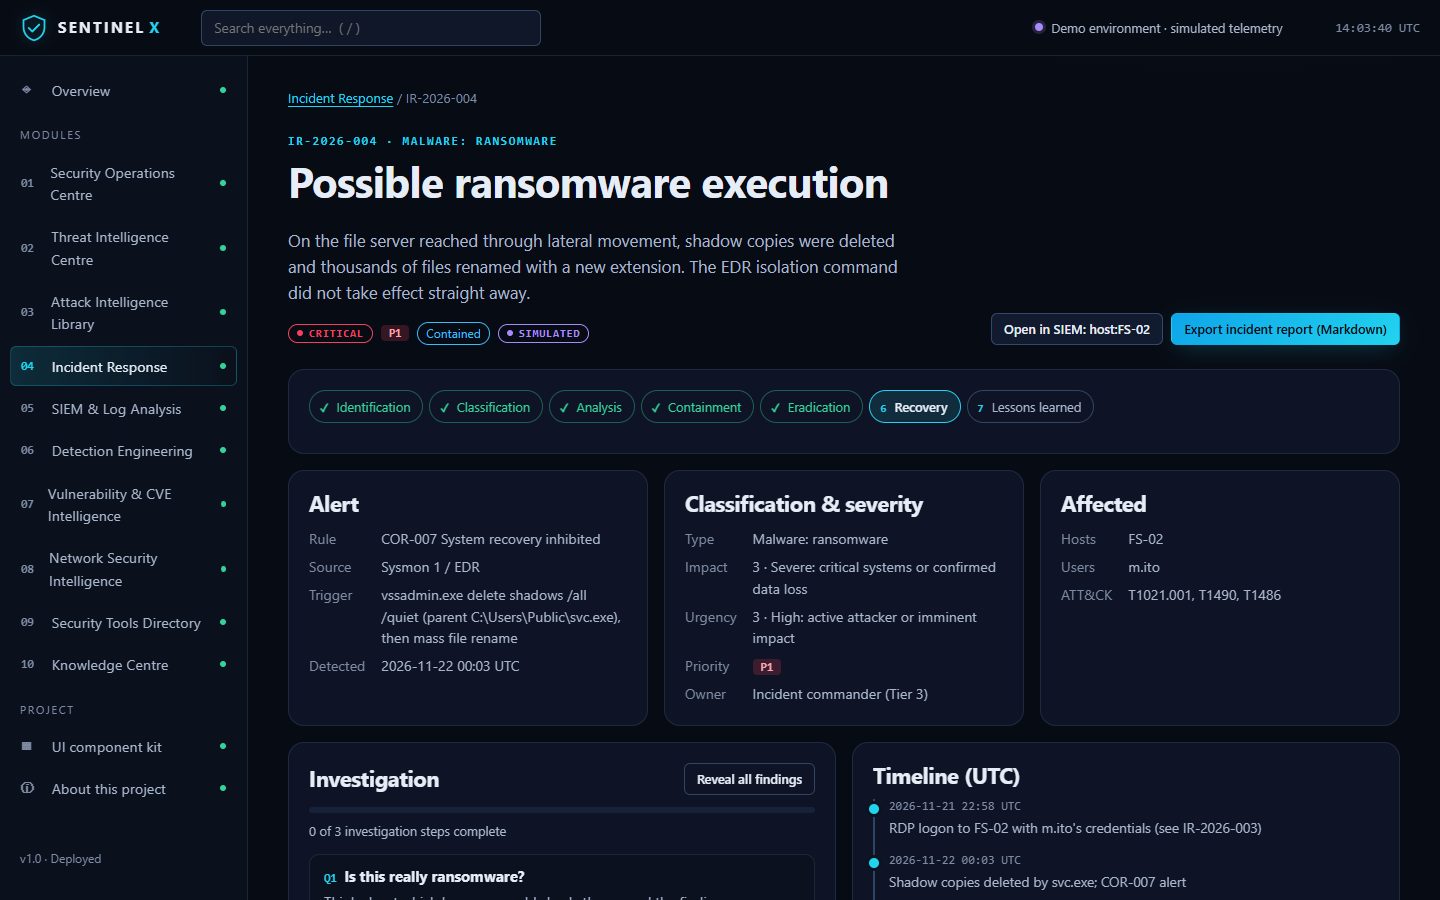 SENTINEL X
Search everything... ( / )
Demo environment · simulated telemetry
14:03:40 UTC
Overview
MODULES
01 Security Operations
Centre
02 Threat Intelligence
Centre
03 Attack Intelligence
Library
04 Incident Response
05 SIEM & Log Analysis
06 Detection Engineering
07 Vulnerability & CVE
Intelligence
08 Network Security
Intelligence
09 Security Tools Directory
10 Knowledge Centre
PROJECT
UI component kit
About this project
v1.0 · Deployed
Incident Response / IR-2026-004
IR-2026-004 · MALWARE: RANSOMWARE
Possible ransomware execution
On the file server reached through lateral movement, shadow copies were deleted
and thousands of files renamed with a new extension. The EDR isolation command
did not take effect straight away.
CRITICAL P1 Contained SIMULATED
Open in SIEM: host:FS-02
Export incident report (Markdown)
✓ Identification ✓ Classification ✓ Analysis ✓ Containment ✓ Eradication 6 Recovery 7 Lessons learned
Alert
Rule COR-007 System recovery inhibited
Source Sysmon 1 / EDR
Trigger vssadmin.exe delete shadows /all
/quiet (parent C:\Users\Public\svc.exe),
then mass file rename
Detected 2026-11-22 00:03 UTC
Classification & severity
Type Malware: ransomware
Impact 3 · Severe: critical systems or confirmed
data loss
Urgency 3 · High: active attacker or imminent
impact
Priority P1
Owner Incident commander (Tier 3)
Affected
Hosts FS-02
Users m.ito
ATT&CK T1021.001, T1490, T1486
Investigation
Reveal all findings
0 of 3 investigation steps complete
Q1 Is this really ransomware?
Timeline (UTC)
2026-11-21 22:58 UTC
RDP logon to FS-02 with m.ito's credentials (see IR-2026-003)
2026-11-22 00:03 UTC
Shadow copies deleted by svc.exe; COR-007 alert